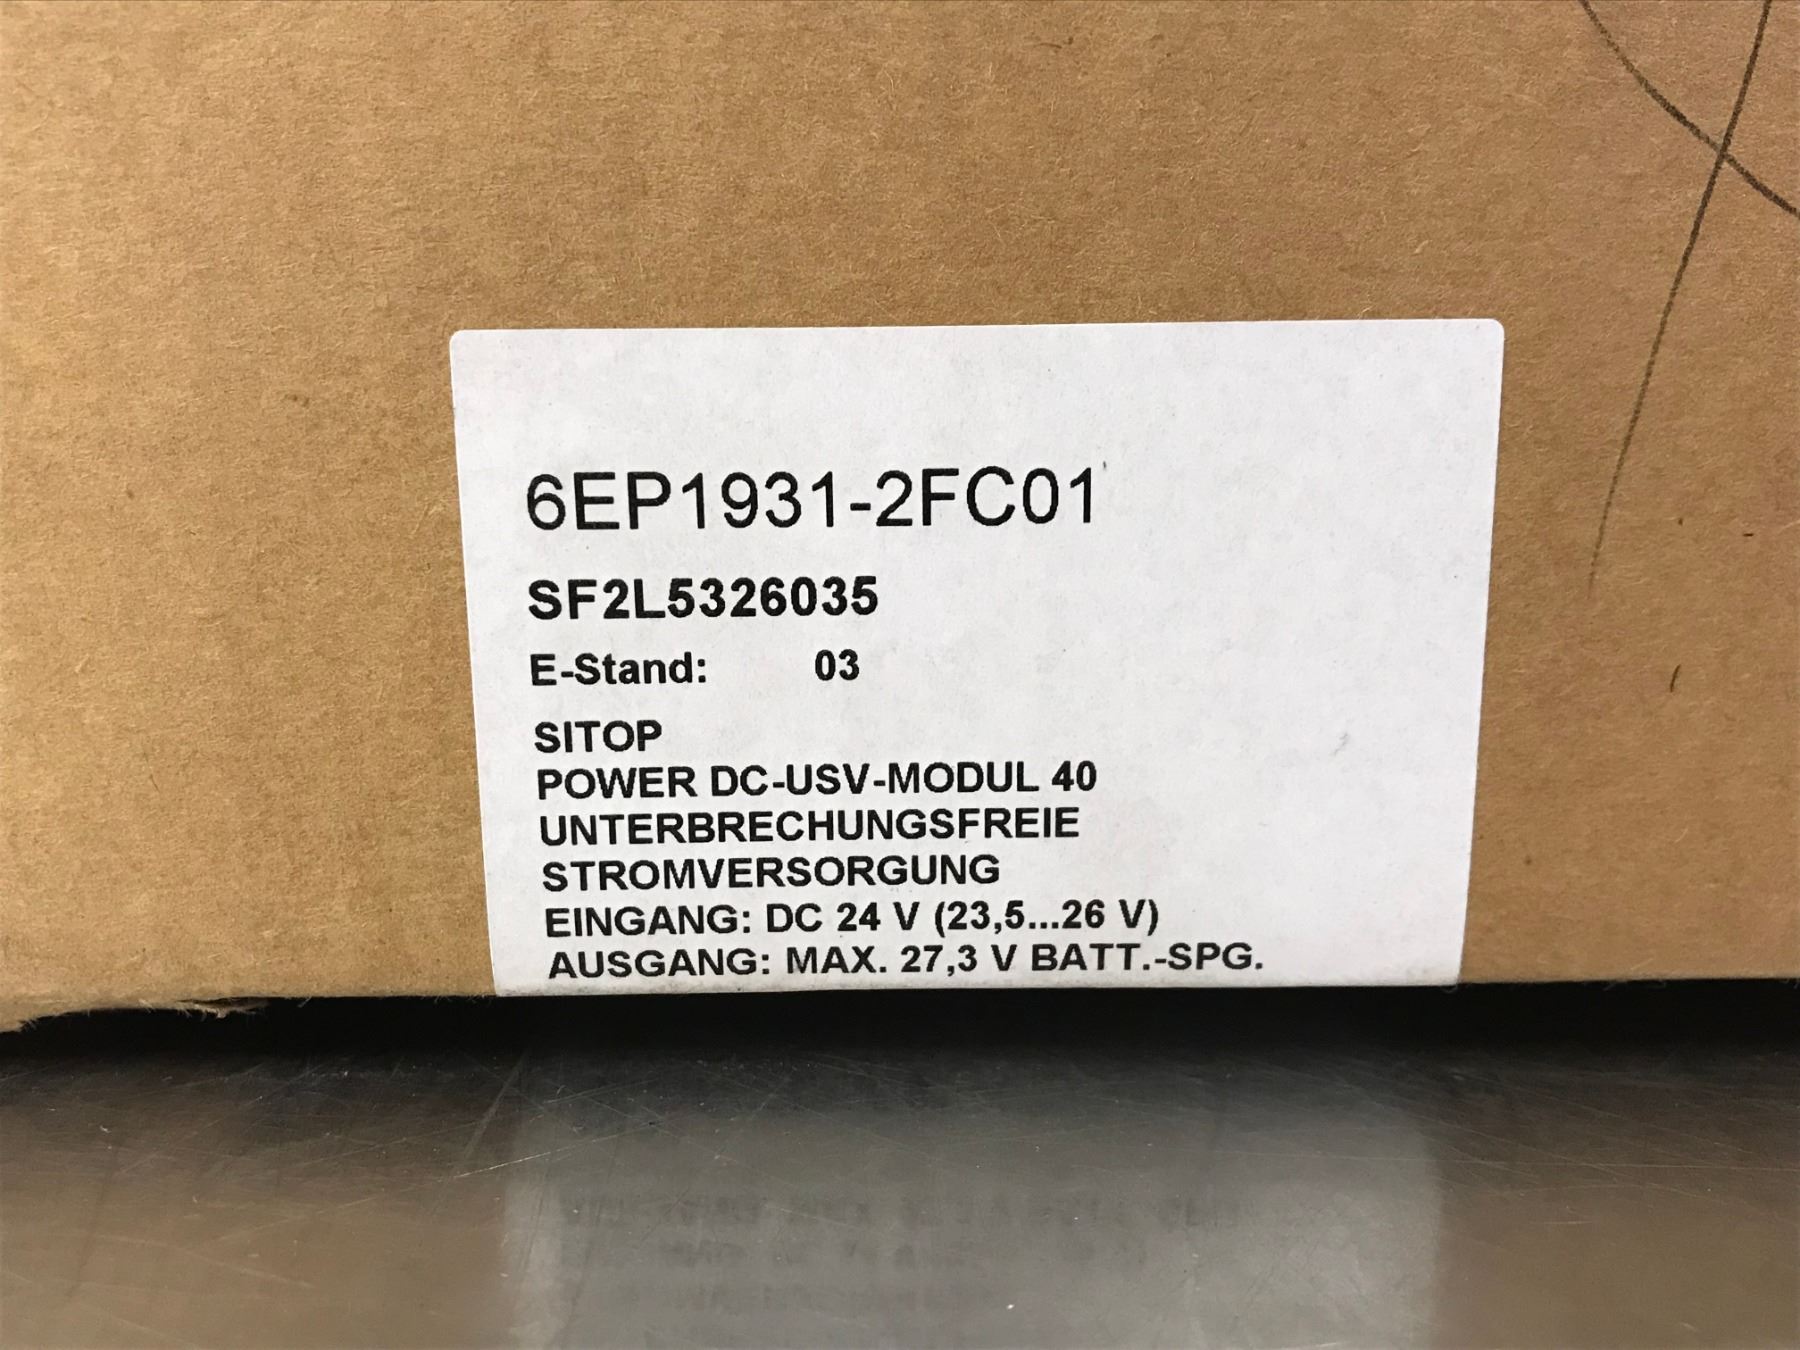 6EP1931-2FC01
SF2L5326035
E-Stand: 03
SITOP
POWER DC-USV-MODUL 40
UNTERBRECHUNGSFREIE
STROMVERSORGUNG
EINGANG: DC 24 V (23,5...26 V)
AUSGANG: MAX. 27,3 V BATT.-SPG.